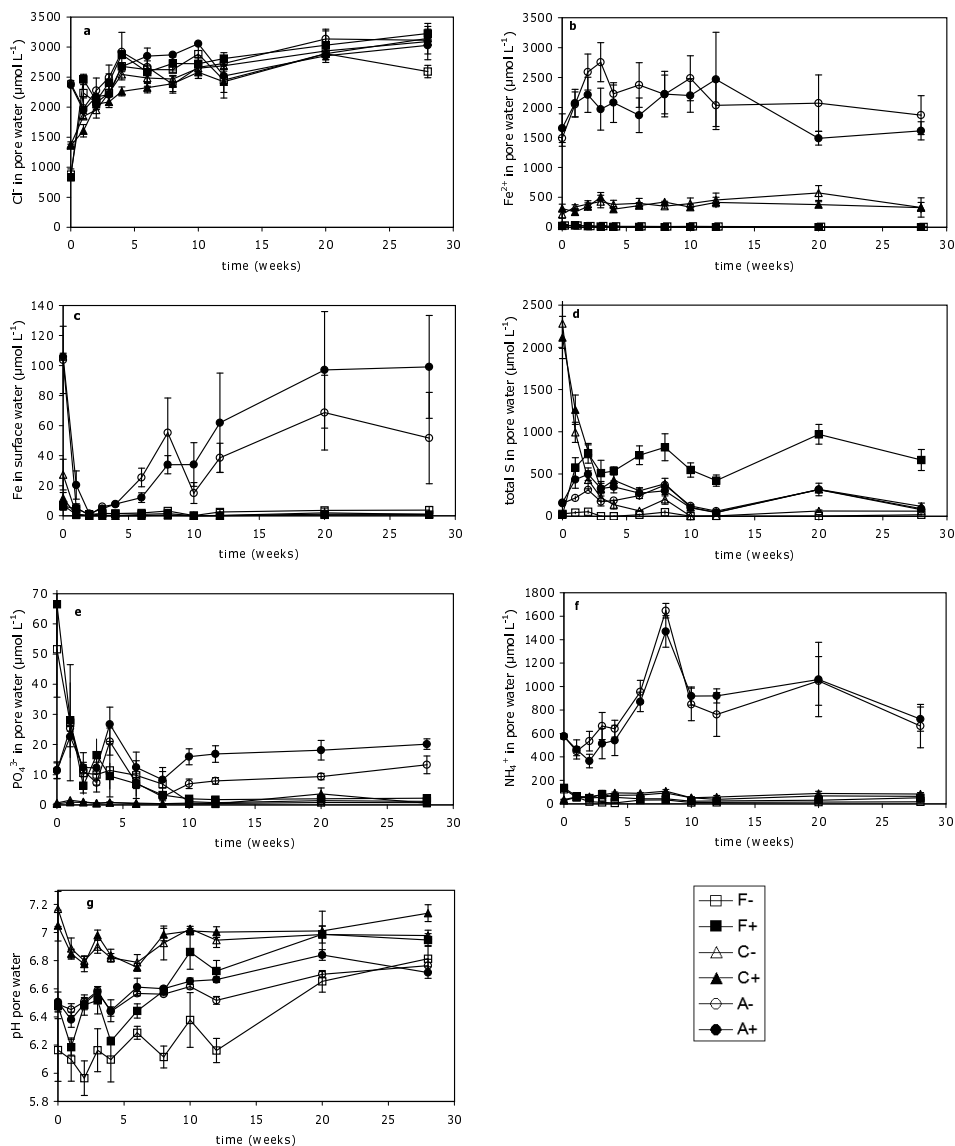 a
Cl⁻ in pore water (µmol L⁻¹)
3500
3000
2500
2000
1500
1000
500
0
0 5 10 15 20 25 30
time (weeks)
b
Fe²⁺ in pore water (µmol L⁻¹)
3500
3000
2500
2000
1500
1000
500
0
0 5 10 15 20 25 30
time (weeks)
c
Fe in surface water (µmol L⁻¹)
140
120
100
80
60
40
20
0
0 5 10 15 20 25 30
time (weeks)
d
total S in pore water (µmol L⁻¹)
2500
2000
1500
1000
500
0
0 5 10 15 20 25 30
time (weeks)
e
PO₄³⁻ in pore water (µmol L⁻¹)
70
60
50
40
30
20
10
0
0 5 10 15 20 25 30
time (weeks)
f
NH₄⁺ in pore water (µmol L⁻¹)
1800
1600
1400
1200
1000
800
600
400
200
0
0 5 10 15 20 25 30
time (weeks)
g
pH pore water
7.2
7
6.8
6.6
6.4
6.2
6
5.8
0 5 10 15 20 25 30
time (weeks)
F-
F+
C-
C+
A-
A+